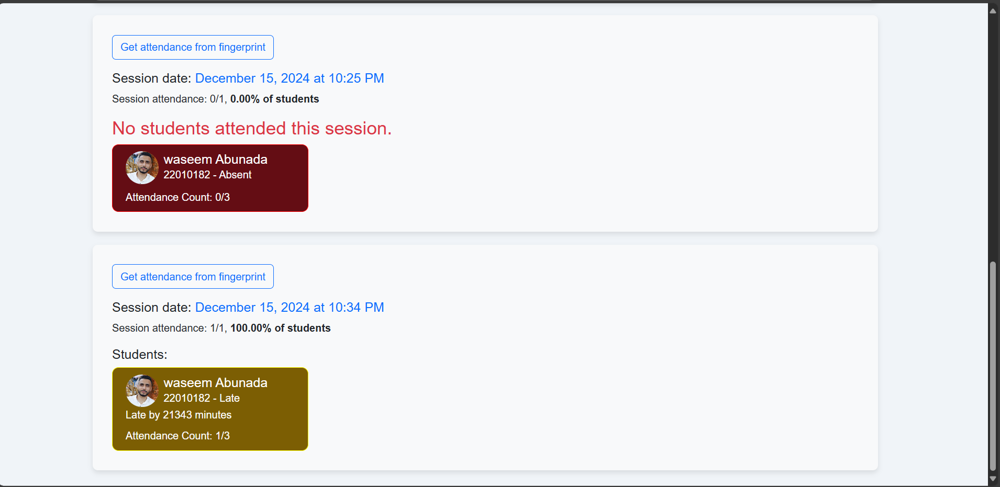 Get attendance from fingerprint
Session date: December 15, 2024 at 10:25 PM
Session attendance: 0/1, 0.00% of students
No students attended this session.
waseem Abunada
22010182 - Absent
Attendance Count: 0/3
Get attendance from fingerprint
Session date: December 15, 2024 at 10:34 PM
Session attendance: 1/1, 100.00% of students
Students:
waseem Abunada
22010182 - Late
Late by 21343 minutes
Attendance Count: 1/3